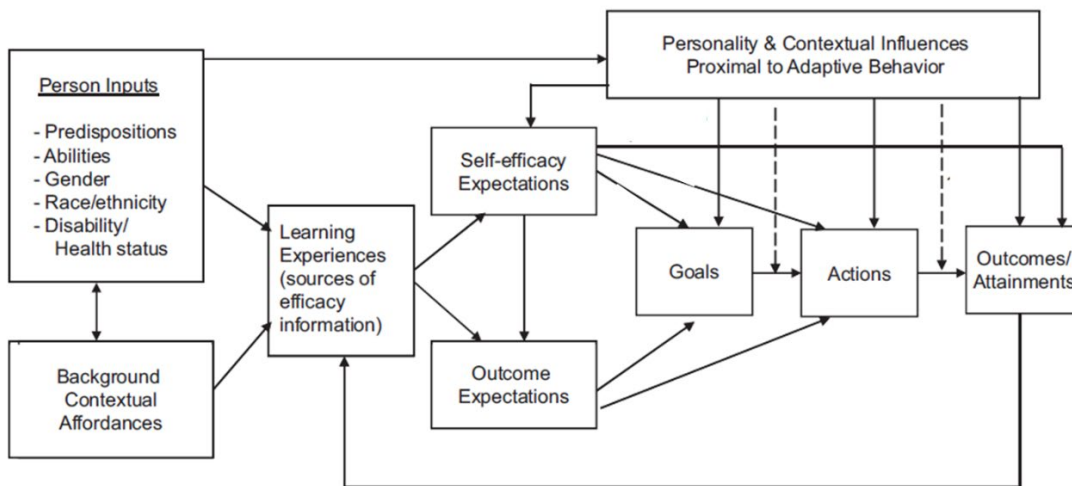 Person Inputs
- Predispositions
- Abilities
- Gender
- Race/ethnicity
- Disability/
Health status
Background
Contextual
Affordances
Learning
Experiences
(sources of
efficacy
information)
Personality & Contextual Influences
Proximal to Adaptive Behavior
Self-efficacy
Expectations
Outcome
Expectations
Goals
Actions
Outcomes/
Attainments